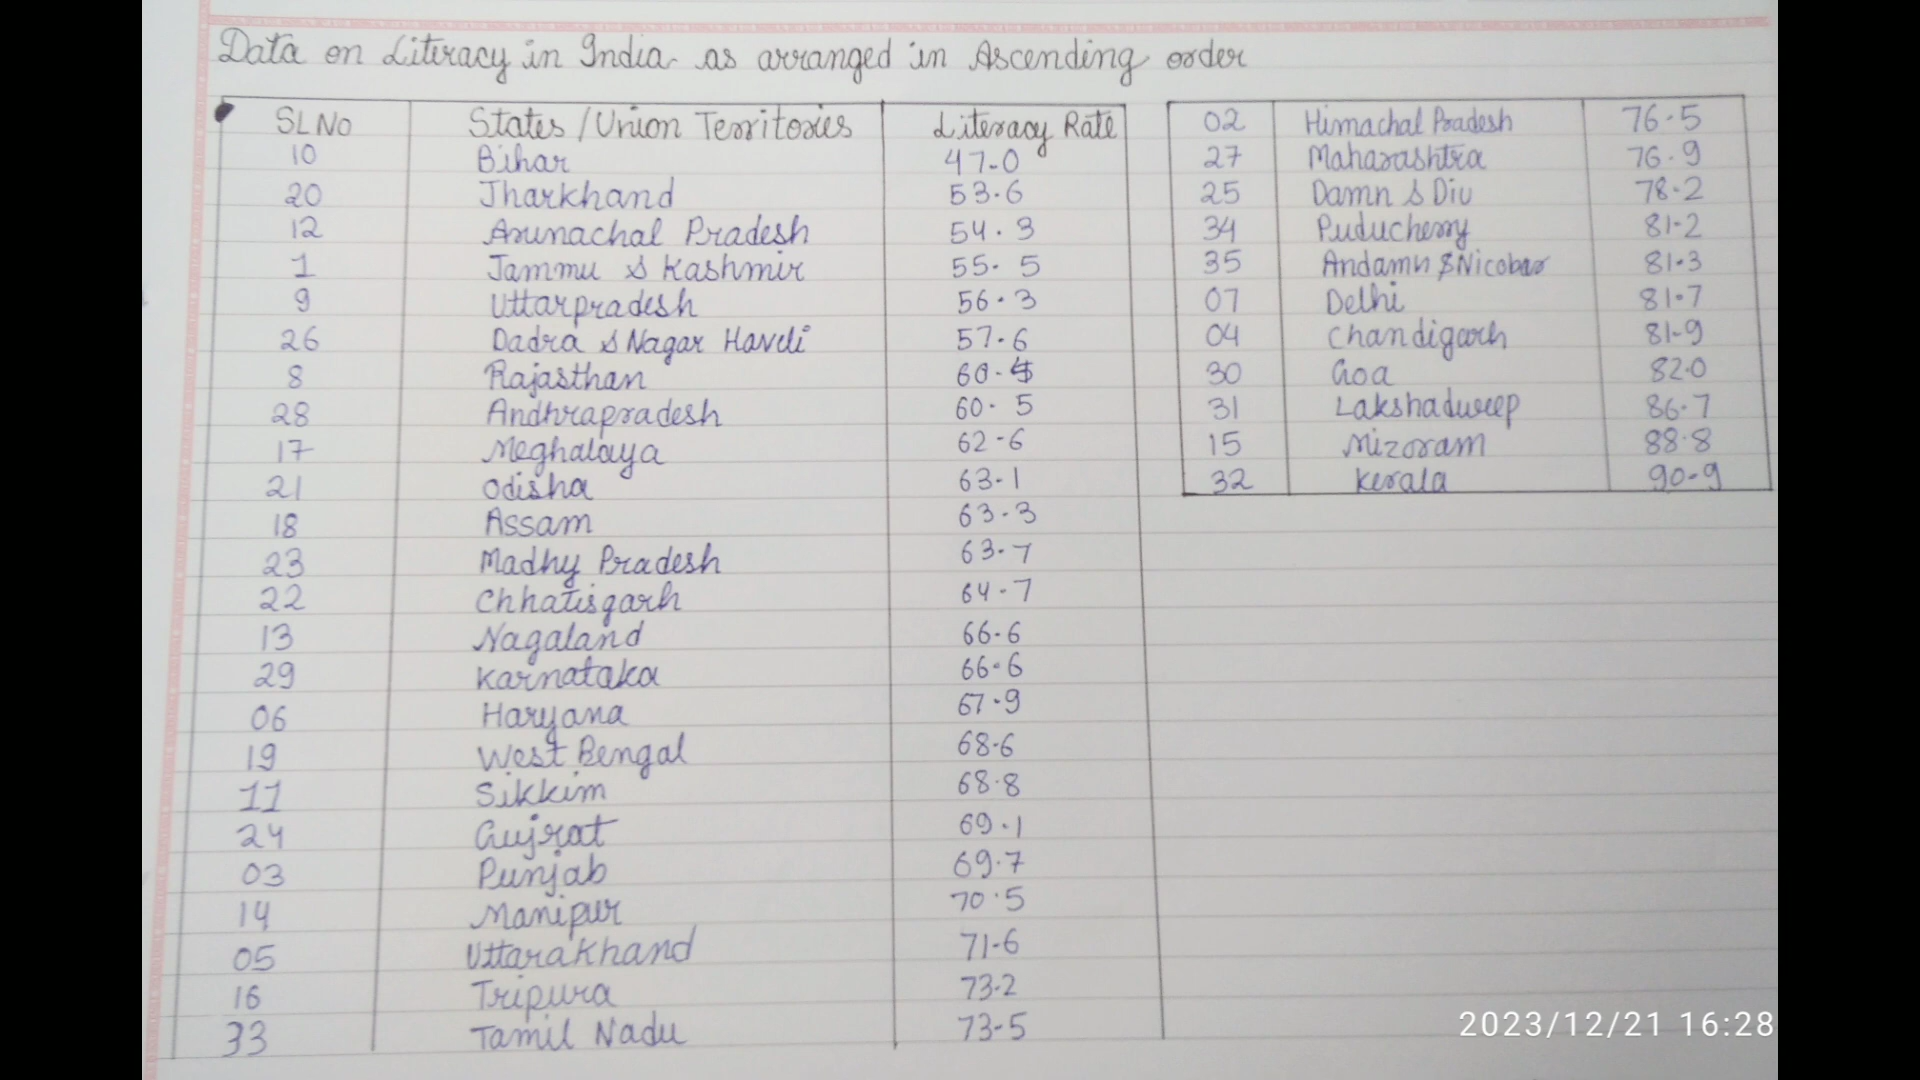 Data on Literacy in India as arranged in Ascending order
SL NO States/Union Territories Literacy Rate
10 Bihar 47.0
20 Jharkhand 53.6
12 Arunachal Pradesh 54.3
1 Jammu & Kashmir 55.5
9 Uttarpradesh 56.3
26 Dadra & Nagar Haveli 57.6
8 Rajasthan 60.4
28 Andhrapradesh 60.5
17 Meghalaya 62.6
21 Odisha 63.1
18 Assam 63.3
23 Madhy Pradesh 63.7
22 Chhatisgarh 64.7
13 Nagaland 66.6
29 Karnataka 66.6
06 Haryana 67.9
19 West Bengal 68.6
11 Sikkim 68.8
24 Gujrat 69.1
03 Punjab 69.7
14 Manipur 70.5
05 Uttarakhand 71.6
16 Tripura 73.2
33 Tamil Nadu 73.5
02 Himachal Pradesh 76.5
27 Maharashtra 76.9
25 Damn & Diu 78.2
34 Puducherry 81.2
35 Andamn & Nicobar 81.3
07 Delhi 81.7
04 Chandigarh 81.9
30 Goa 82.0
31 Lakshadweep 86.7
15 Mizoram 88.8
32 Kerala 90.9
2023/12/21 16:28